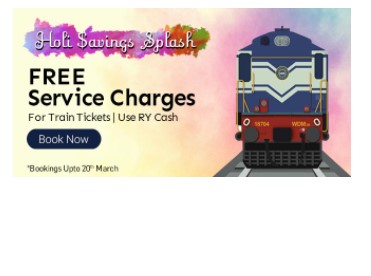 Holi Savings Splash
FREE
Service Charges
For Train Tickets | Use RY Cash
Book Now
*Bookings Upto 20th March